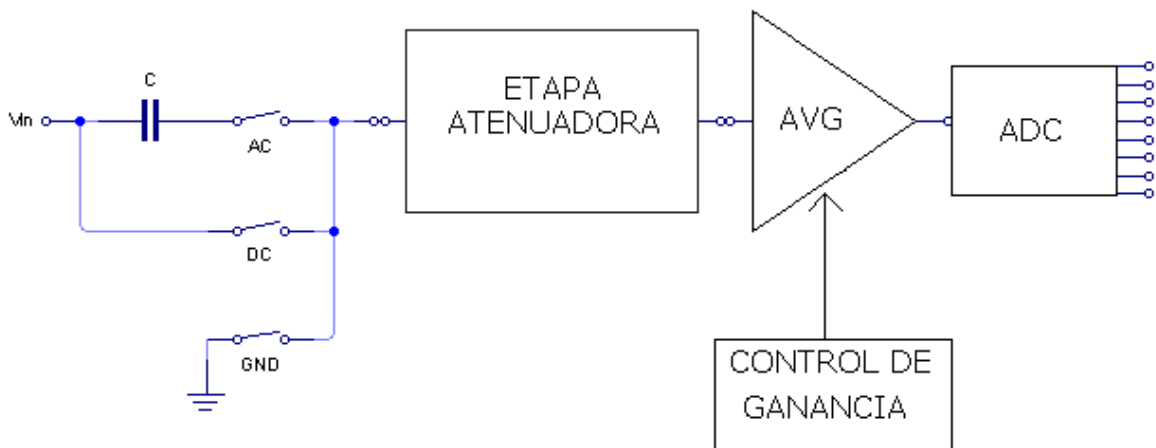 C
Vin
AC
DC
GND
ETAPA
ATENUADORA
AVG
ADC
CONTROL DE
GANANCIA